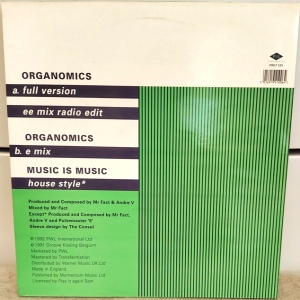 ORGANOMICS
a. full version
ee mix radio edit
ORGANOMICS
b. e mix
MUSIC IS MUSIC
house style*
Produced and Composed by Mr Fact & Andre V
Mixed by Mr Fact
Except* Produced and Composed by Mr Fact,
Andre V and Pulsemaster 'R'
Sleeve design by The Consul
℗ 1992 PWL International Ltd
© 1991 Groove Kissing Belgium
Marketed by PWL
Mastered by Transfermation
Distributed by Warner Music UK Ltd
Made in England
Published by Momentum Music Ltd
Licensed by Play it again Sam